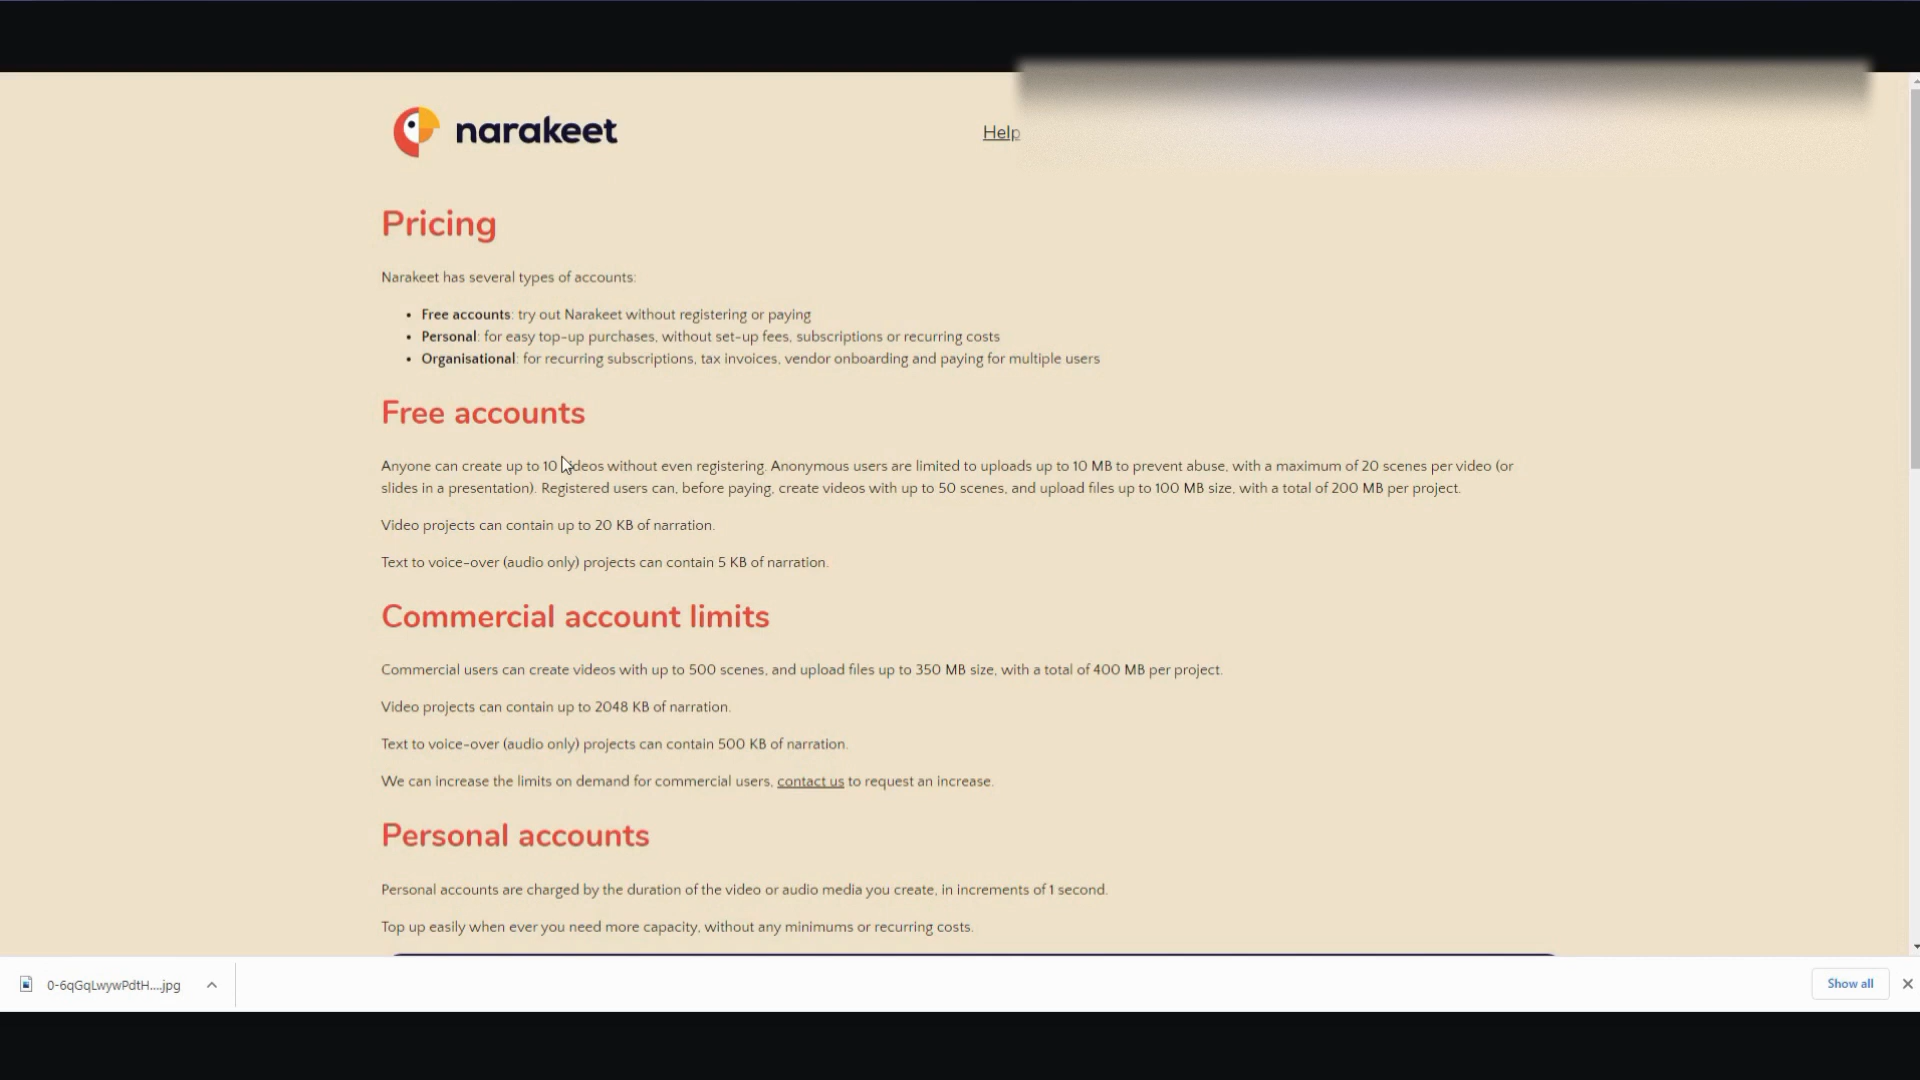 narakeet
Help
Pricing
Narakeet has several types of accounts:
• Free accounts: try out Narakeet without registering or paying
• Personal: for easy top-up purchases, without set-up fees, subscriptions or recurring costs
• Organisational: for recurring subscriptions, tax invoices, vendor onboarding and paying for multiple users
Free accounts
Anyone can create up to 10 videos without even registering. Anonymous users are limited to uploads up to 10 MB to prevent abuse, with a maximum of 20 scenes per video (or
slides in a presentation). Registered users can, before paying, create videos with up to 50 scenes, and upload files up to 100 MB size, with a total of 200 MB per project.
Video projects can contain up to 20 KB of narration.
Text to voice-over (audio only) projects can contain 5 KB of narration.
Commercial account limits
Commercial users can create videos with up to 500 scenes, and upload files up to 350 MB size, with a total of 400 MB per project.
Video projects can contain up to 2048 KB of narration.
Text to voice-over (audio only) projects can contain 500 KB of narration.
We can increase the limits on demand for commercial users, contact us to request an increase.
Personal accounts
Personal accounts are charged by the duration of the video or audio media you create, in increments of 1 second.
Top up easily when ever you need more capacity, without any minimums or recurring costs.
0-6qGqLwywPdtH....jpg
Show all